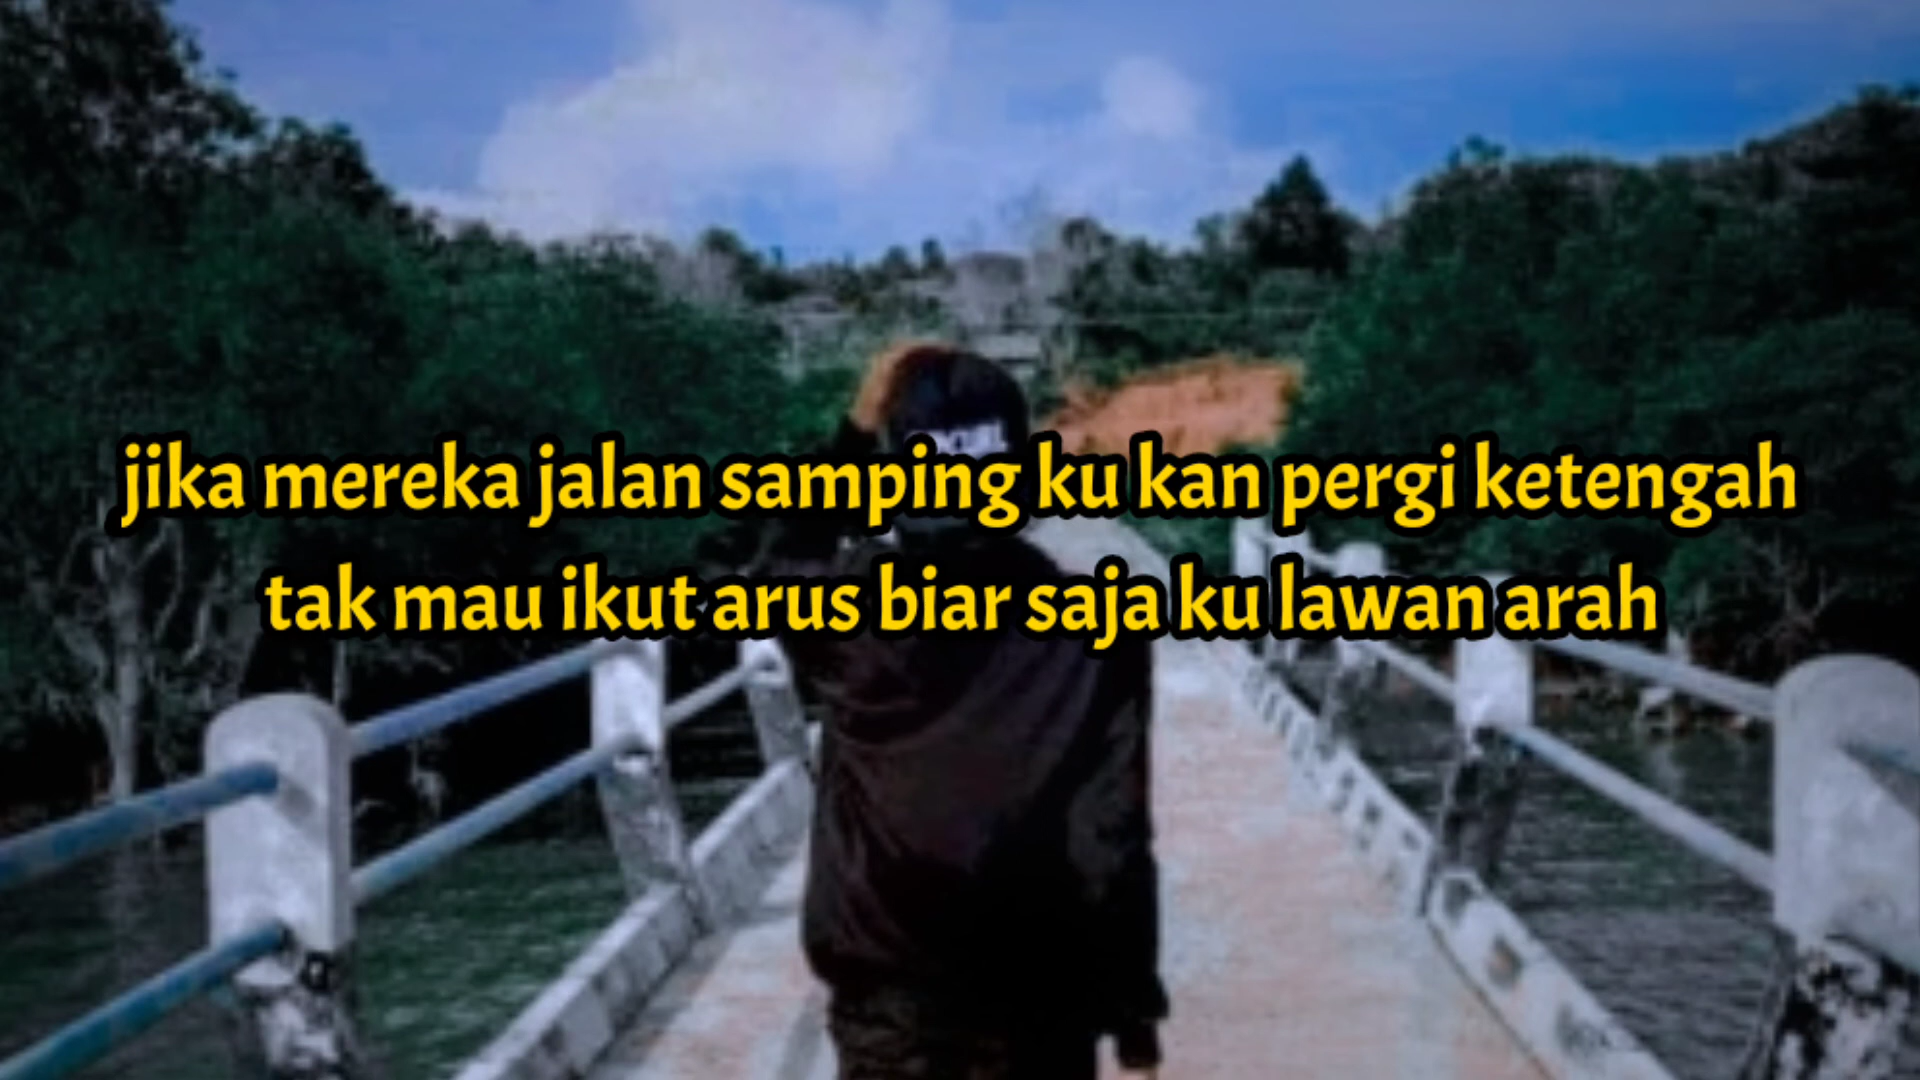 jika mereka jalan samping ku kan pergi ketengah
tak mau ikut arus biar saja ku lawan arah